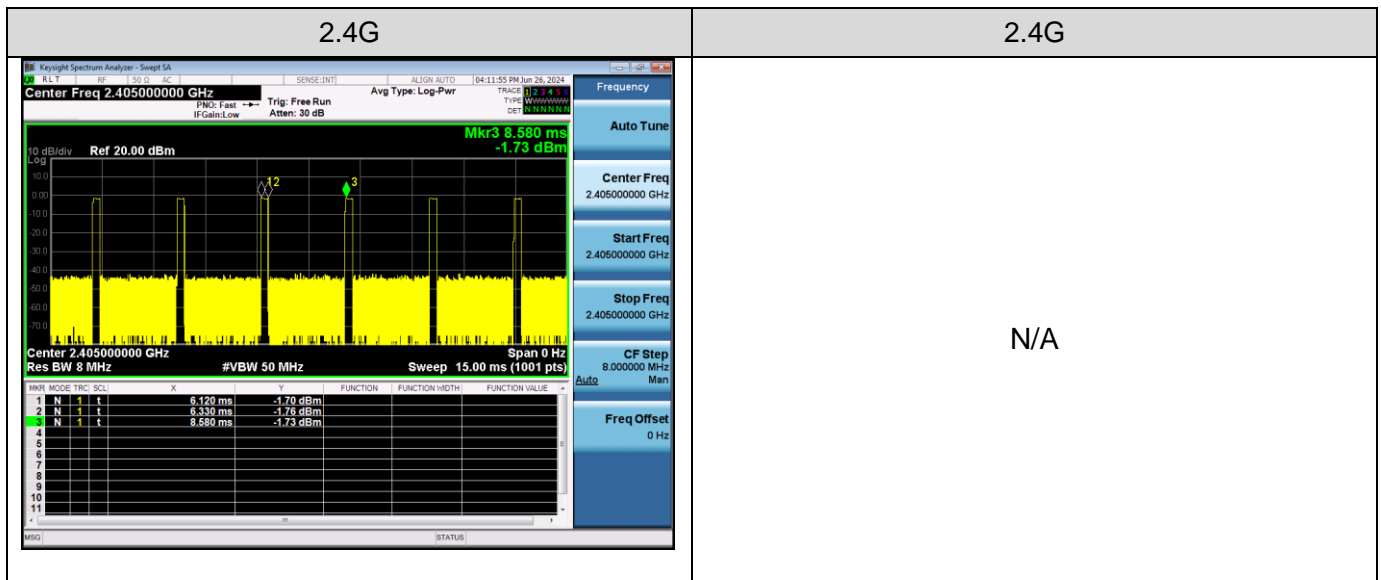 2.4G 2.4G
Keysight Spectrum Analyzer - Swept SA
RLT RF 50 Ω AC SENSE:INT ALIGN AUTO 04:11:55 PM Jun 26, 2024
Center Freq 2.405000000 GHz Avg Type: Log-Pwr TRACE 1 2 3 4 5 6 Frequency
PNO: Fast Trig: Free Run TYPE WWWWWW
IFGain:Low Atten: 30 dB DET N N N N N N
Auto Tune
Mkr3 8.580 ms
10 dB/div Ref 20.00 dBm -1.73 dBm
Log
10.0
0.00
-10.0
-20.0
-30.0
-40.0
-50.0
-60.0
-70.0
1 2 3
Center Freq
2.405000000 GHz
Start Freq
2.405000000 GHz
Stop Freq
2.405000000 GHz
N/A
Center 2.405000000 GHz Span 0 Hz
Res BW 8 MHz #VBW 50 MHz Sweep 15.00 ms (1001 pts)
CF Step
8.000000 MHz
Auto Man
MKR MODE TRC SCL X Y FUNCTION FUNCTION WIDTH FUNCTION VALUE
1 N 1 t 6.120 ms -1.70 dBm
2 N 1 t 6.330 ms -1.76 dBm
3 N 1 t 8.580 ms -1.73 dBm
4
5
6
7
8
9
10
11
Freq Offset
0 Hz
MSG STATUS